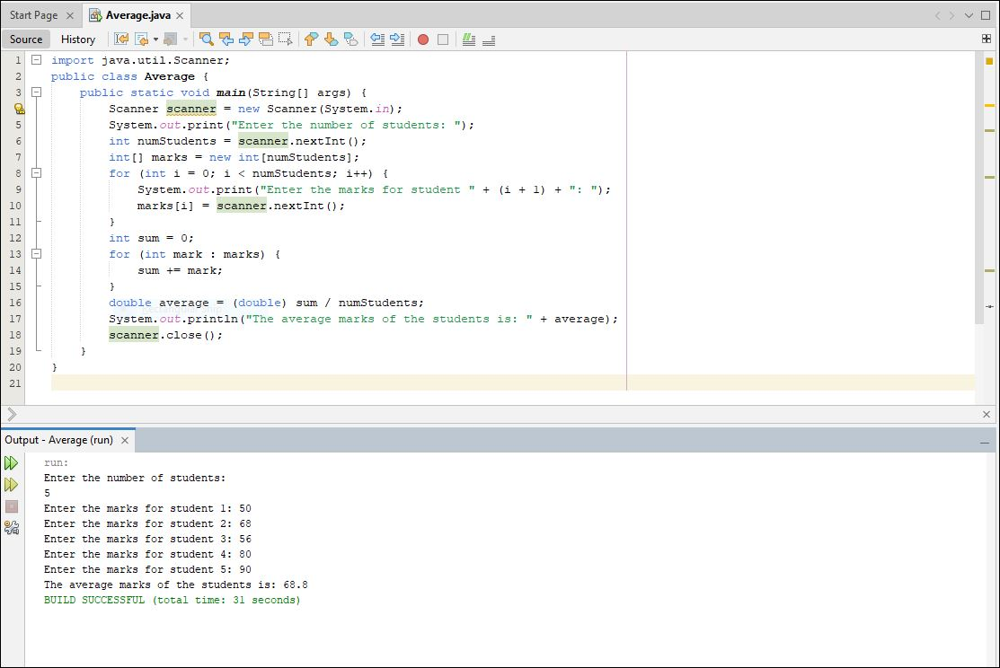 Start Page
Average.java
Source History
1 import java.util.Scanner;
2 public class Average {
3 public static void main(String[] args) {
Scanner scanner = new Scanner(System.in);
5 System.out.print("Enter the number of students: ");
6 int numStudents = scanner.nextInt();
7 int[] marks = new int[numStudents];
8 for (int i = 0; i < numStudents; i++) {
9 System.out.print("Enter the marks for student " + (i + 1) + ": ");
10 marks[i] = scanner.nextInt();
11 }
12 int sum = 0;
13 for (int mark : marks) {
14 sum += mark;
15 }
16 double average = (double) sum / numStudents;
17 System.out.println("The average marks of the students is: " + average);
18 scanner.close();
19 }
20 }
21
Output - Average (run)
run:
Enter the number of students:
5
Enter the marks for student 1: 50
Enter the marks for student 2: 68
Enter the marks for student 3: 56
Enter the marks for student 4: 80
Enter the marks for student 5: 90
The average marks of the students is: 68.8
BUILD SUCCESSFUL (total time: 31 seconds)